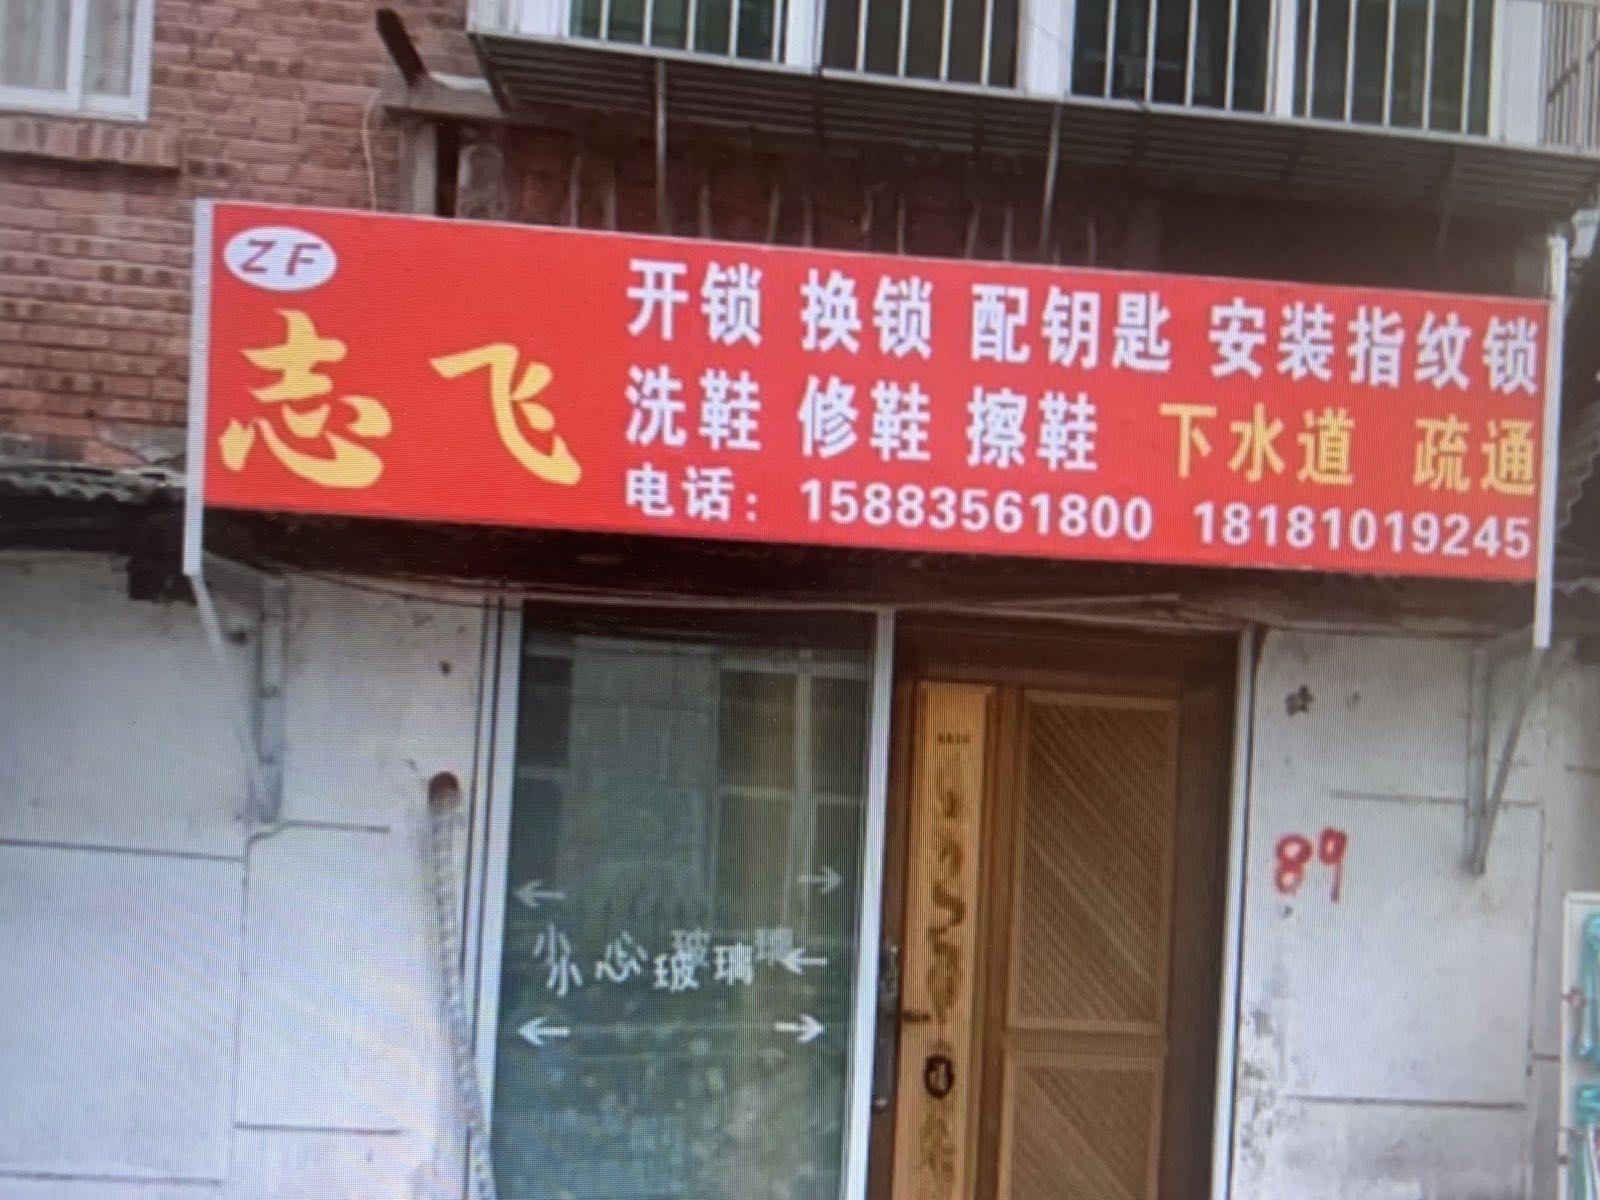 ZF
志飞
开锁 换锁 配钥匙 安装指纹锁
洗鞋 修鞋 擦鞋 下水道 疏通
电话：15883561800 18181019245
小心玻璃
89